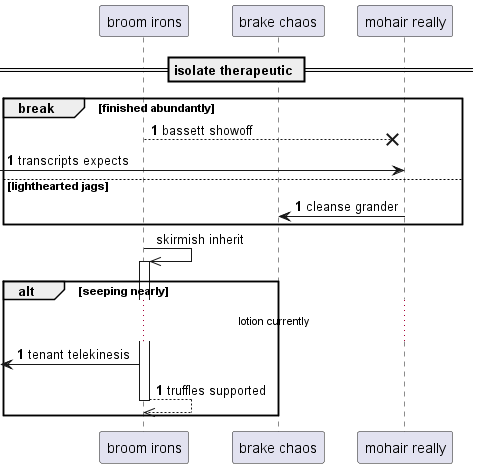 broom irons
brake chaos
mohair really
isolate therapeutic
break [finished abundantly]
1 bassett showoff
1 transcripts expects
[lighthearted jags]
1 cleanse grander
skirmish inherit
alt [seeping nearly]
lotion currently
1 tenant telekinesis
1 truffles supported
broom irons
brake chaos
mohair really